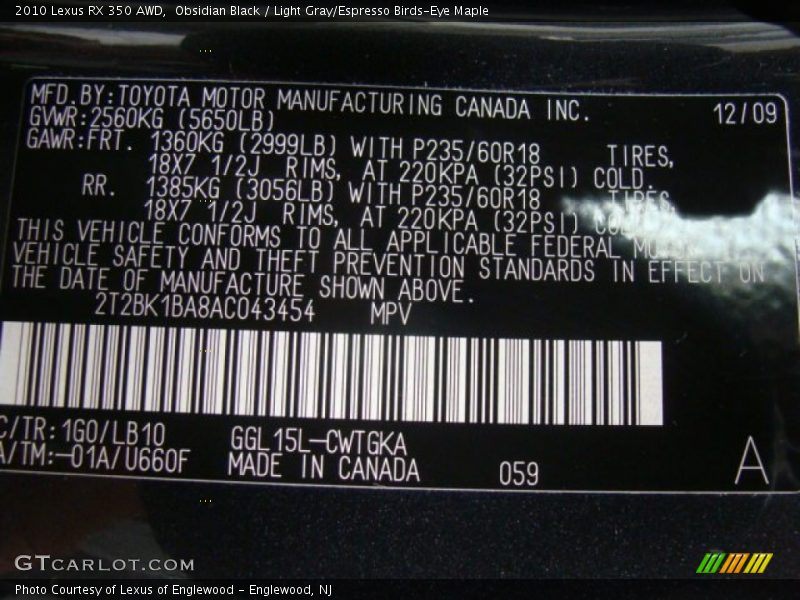 2010 Lexus RX 350 AWD, Obsidian Black / Light Gray/Espresso Birds-Eye Maple
MFD.BY:TOYOTA MOTOR MANUFACTURING CANADA INC. 12/09
GVWR:2560KG (5650LB)
GAWR:FRT. 1360KG (2999LB) WITH P235/60R18 TIRES,
18X7 1/2J RIMS, AT 220KPA (32PSI) COLD.
RR. 1385KG (3056LB) WITH P235/60R18 TIRES
18X7 1/2J RIMS, AT 220KPA (32PSI)
THIS VEHICLE CONFORMS TO ALL APPLICABLE FEDERAL
VEHICLE SAFETY AND THEFT PREVENTION STANDARDS IN EFFECT ON
THE DATE OF MANUFACTURE SHOWN ABOVE.
2T2BK1BA8AC043454 MPV
C/TR:1G0/LB10 GGL15L-CWTGKA
A/TM:-01A/U660F MADE IN CANADA 059 A
GTCARLOT.COM
Photo Courtesy of Lexus of Englewood - Englewood, NJ